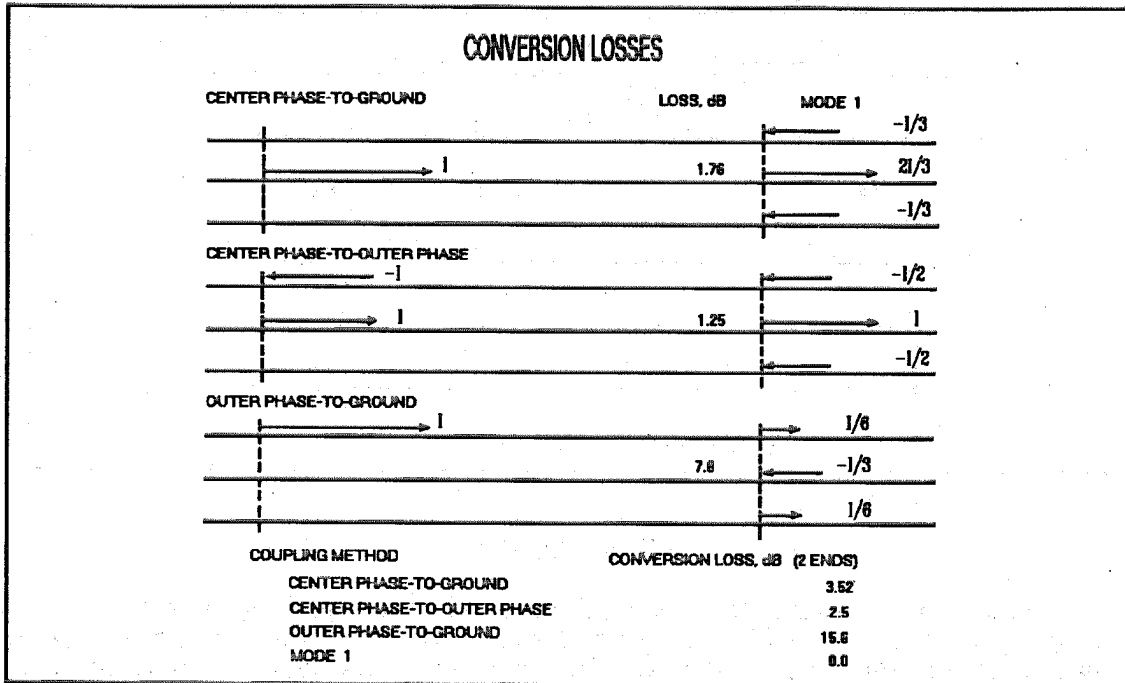 CONVERSION LOSSES
CENTER PHASE-TO-GROUND LOSS, dB MODE 1
-I/3
I 1.76 2I/3
-I/3
CENTER PHASE-TO-OUTER PHASE
-I -I/2
I 1.25 I
-I/2
OUTER PHASE-TO-GROUND
I I/6
7.8 -I/3
I/6
COUPLING METHOD CONVERSION LOSS, dB (2 ENDS)
CENTER PHASE-TO-GROUND 3.52
CENTER PHASE-TO-OUTER PHASE 2.5
OUTER PHASE-TO-GROUND 15.6
MODE 1 0.0